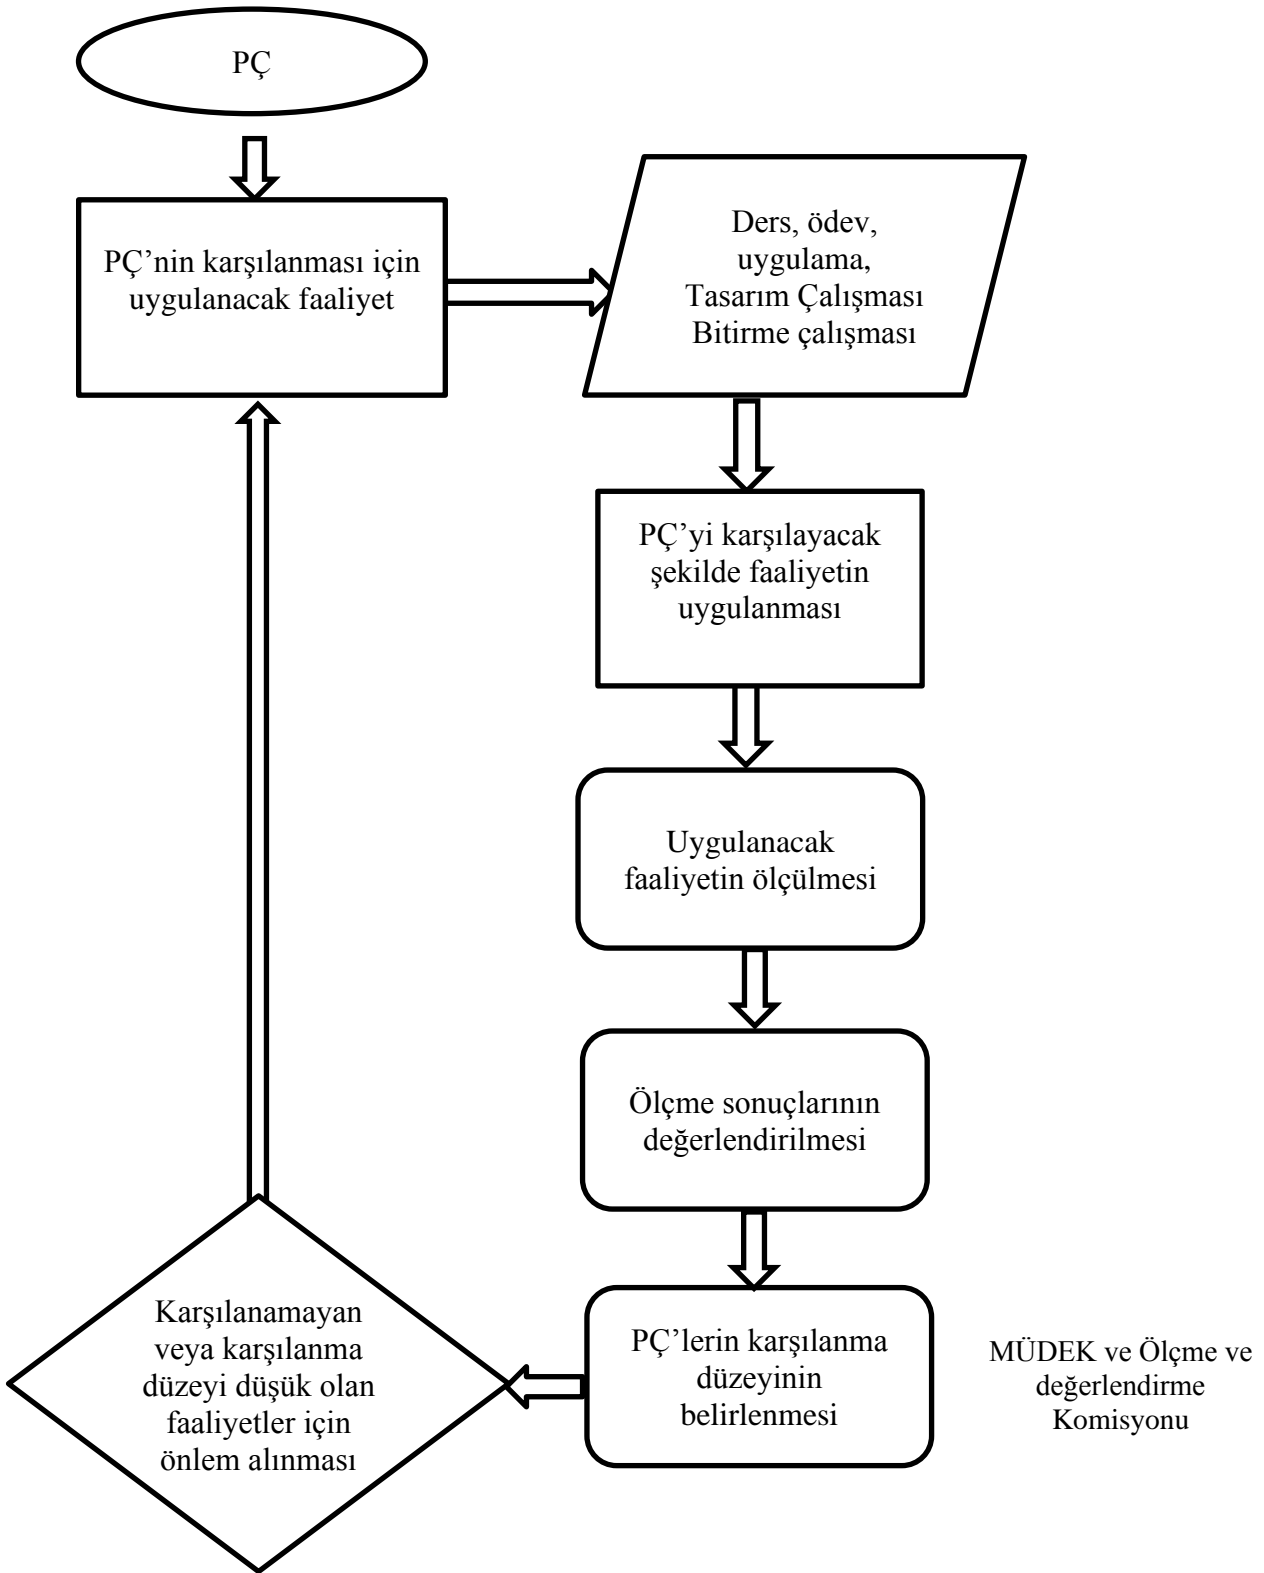 PÇ
PÇ’nin karşılanması için
uygulanacak faaliyet
Ders, ödev,
uygulama,
Tasarım Çalışması
Bitirme çalışması
PÇ’yi karşılayacak
şekilde faaliyetin
uygulanması
Uygulanacak
faaliyetin ölçülmesi
Ölçme sonuçlarının
değerlendirilmesi
PÇ’lerin karşılanma
düzeyinin
belirlenmesi
MÜDEK ve Ölçme ve
değerlendirme
Komisyonu
Karşılanamayan
veya karşılanma
düzeyi düşük olan
faaliyetler için
önlem alınması